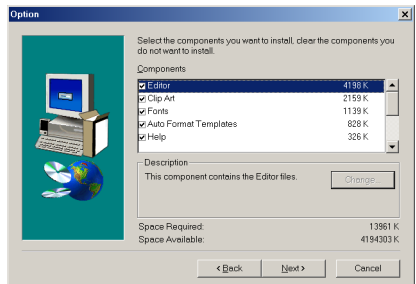 Option
Select the components you want to install, clear the components you
do not want to install.
Components
Editor 4198 K
Clip Art 2159 K
Fonts 1139 K
Auto Format Templates 828 K
Help 326 K
Description
This component contains the Editor files.
Change...
Space Required: 13961 K
Space Available: 4194303 K
< Back Next > Cancel